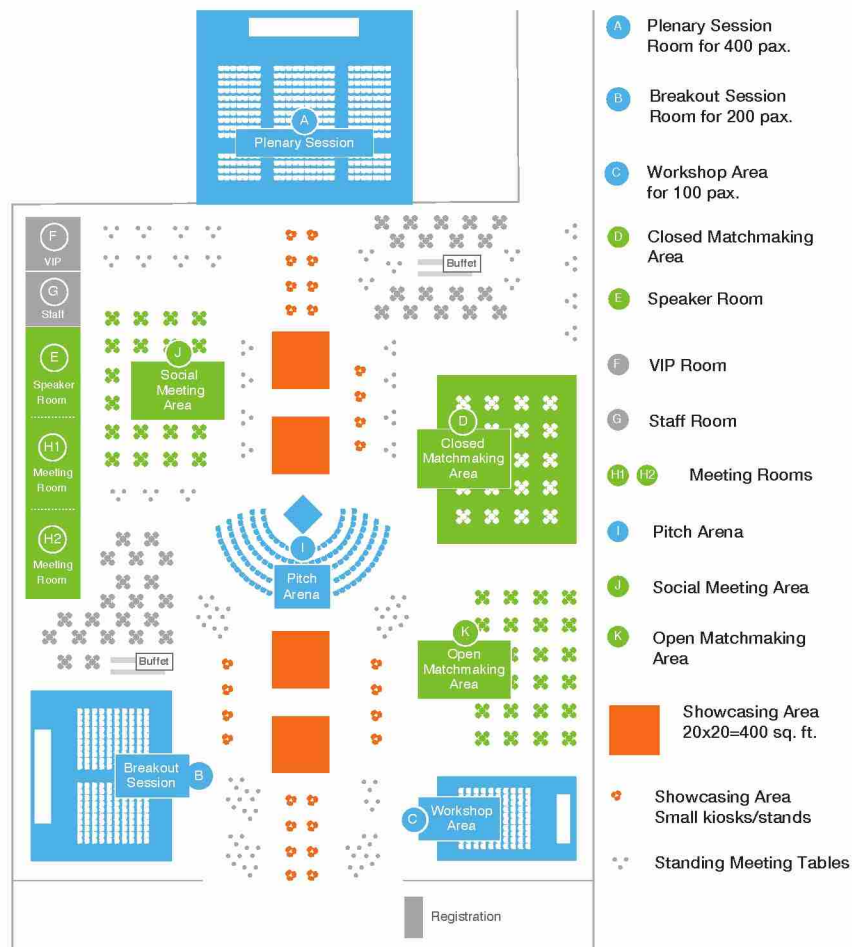 A
Plenary Session
F
VIP
G
Staff
E
Speaker
Room
H1
Meeting
Room
H2
Meeting
Room
J
Social
Meeting
Area
Buffet
D
Closed
Matchmaking
Area
I
Pitch
Arena
K
Open
Matchmaking
Area
Buffet
Breakout
Session
B
C
Workshop
Area
Registration
A
Plenary Session
Room for 400 pax.
B
Breakout Session
Room for 200 pax.
C
Workshop Area
for 100 pax.
D
Closed Matchmaking
Area
E
Speaker Room
F
VIP Room
G
Staff Room
H1 H2 Meeting Rooms
I
Pitch Arena
J
Social Meeting Area
K
Open Matchmaking
Area
Showcasing Area
20x20=400 sq. ft.
Showcasing Area
Small kiosks/stands
Standing Meeting Tables